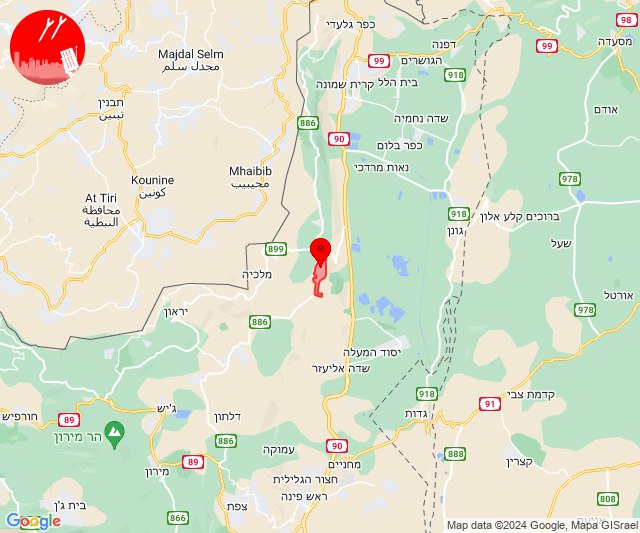 כפר גלעדי
98
דפנה
99
מסעדה
Majdal Selm
مجدل سلم
הגושרים
99
918
קרית שמונה
בית הלל
תבנין
تبنين
אודם
886
שדה נחמיה
90
כפר בלום
Mhaibib
محيبيب
נאות מרדכי
Kounine
كونين
978
At Tiri
محافظة
النبطية
918
ברוכים קלע אלון
גונן
899
שעל
מלכיה
אורטל
יראון
978
886
יסוד המעלה
שדה אליעזר
918
קדמת צבי
91
חורפיש
89
ג'יש
דלתון
גדות
הר מירון
886
עמוקה
90
888
89
מחניים
קצרין
מירון
חצור הגלילית
ראש פינה
808
בית ג'ן
866
צפת
Google
Map data ©2024 Google, Mapa GISrael